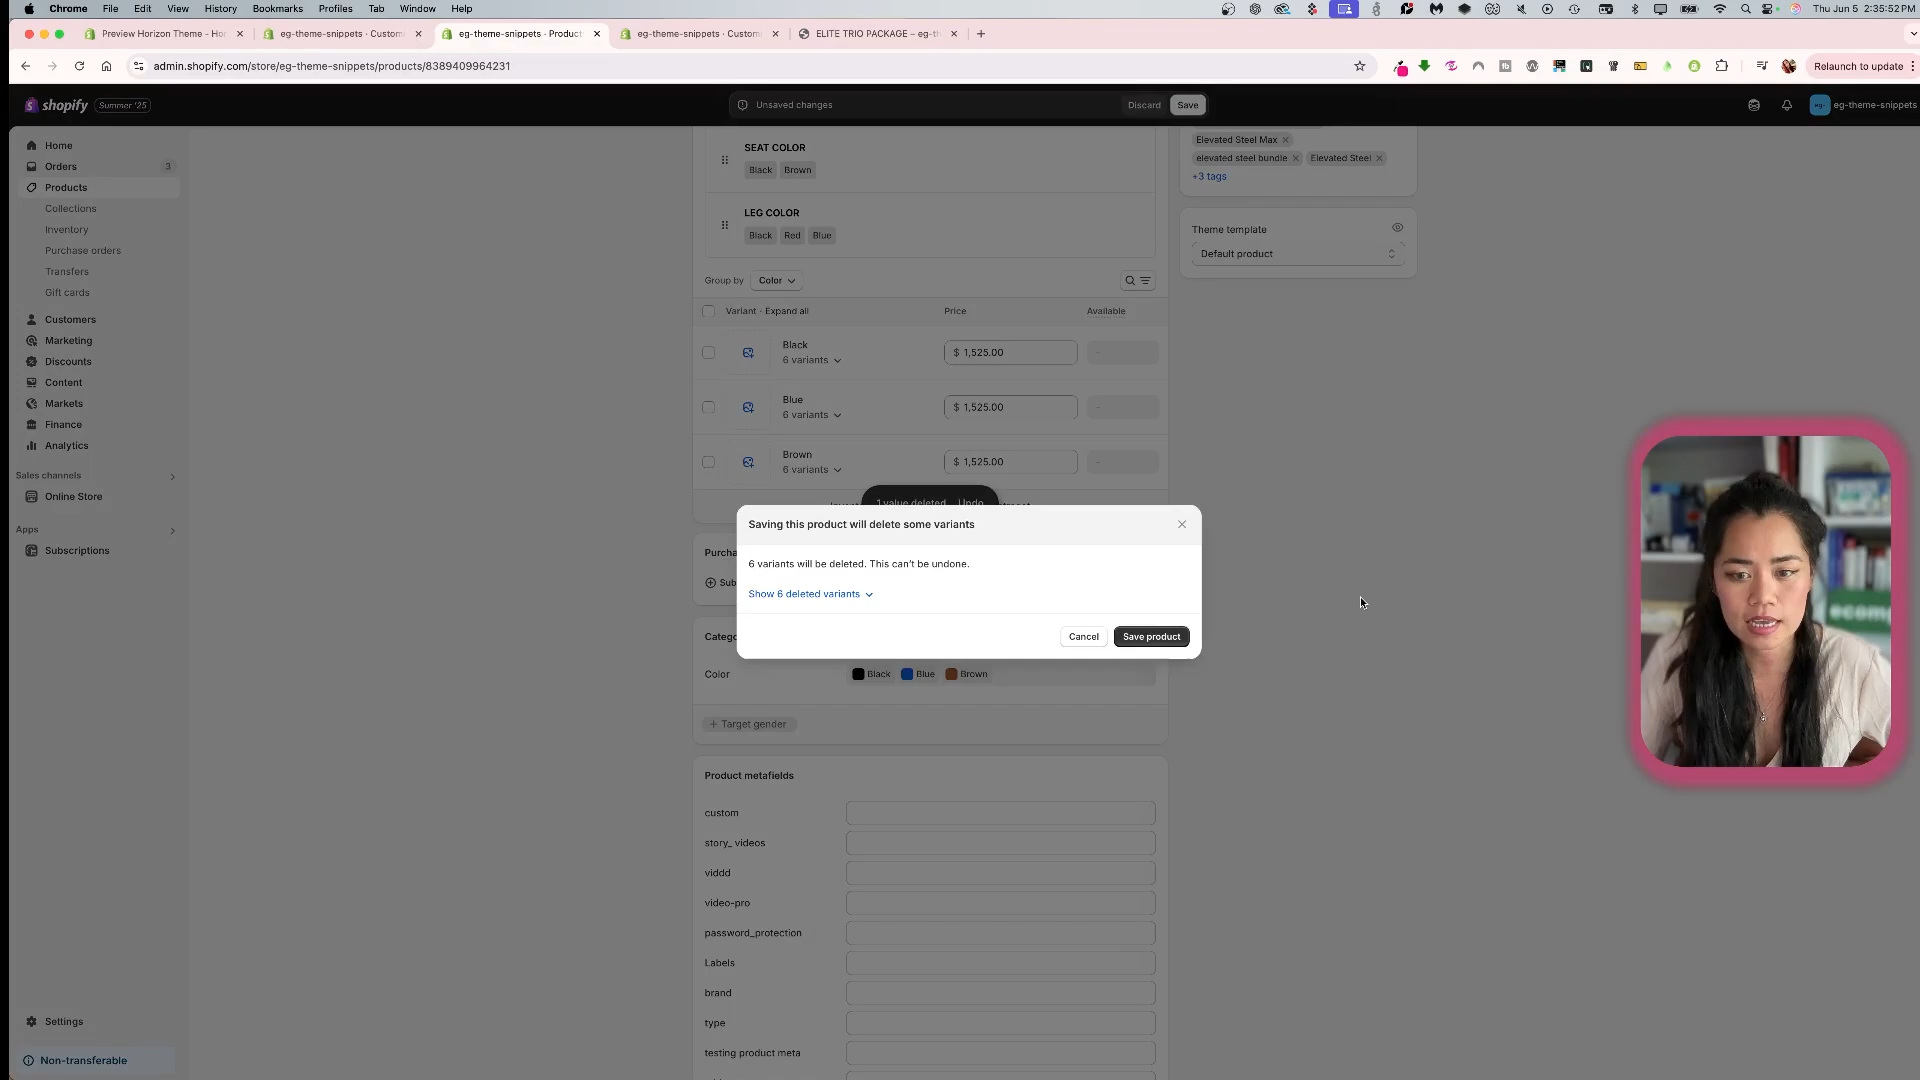 Chrome File Edit View History Bookmarks Profiles Tab Window Help
Thu Jun 5 2:35:52 PM
Preview Horizon Theme - Hor
eg-theme-snippets · Custom
eg-theme-snippets · Product
eg-theme-snippets · Custom
ELITE TRIO PACKAGE – eg-th
admin.shopify.com/store/eg-theme-snippets/products/8389409964231
Relaunch to update
shopify
Summer '25
Unsaved changes
Discard
Save
eg-theme-snippets
Home
Orders 3
Products
Collections
Inventory
Purchase orders
Transfers
Gift cards
Customers
Marketing
Discounts
Content
Markets
Finance
Analytics
Sales channels
Online Store
Apps
Subscriptions
Settings
Non-transferable
SEAT COLOR
Black Brown
LEG COLOR
Black Red Blue
Group by Color
Variant · Expand all Price Available
Black
6 variants
$ 1,525.00
Blue
6 variants
$ 1,525.00
Brown
6 variants
$ 1,525.00
1 value deleted Undo
Saving this product will delete some variants
6 variants will be deleted. This can't be undone.
Show 6 deleted variants
Cancel
Save product
Purcha
Sub
Catego
Color Black Blue Brown
+ Target gender
Product metafields
custom
story_ videos
viddd
video-pro
password_protection
Labels
brand
type
testing product meta
Elevated Steel Max
elevated steel bundle Elevated Steel
+3 tags
Theme template
Default product
ecom